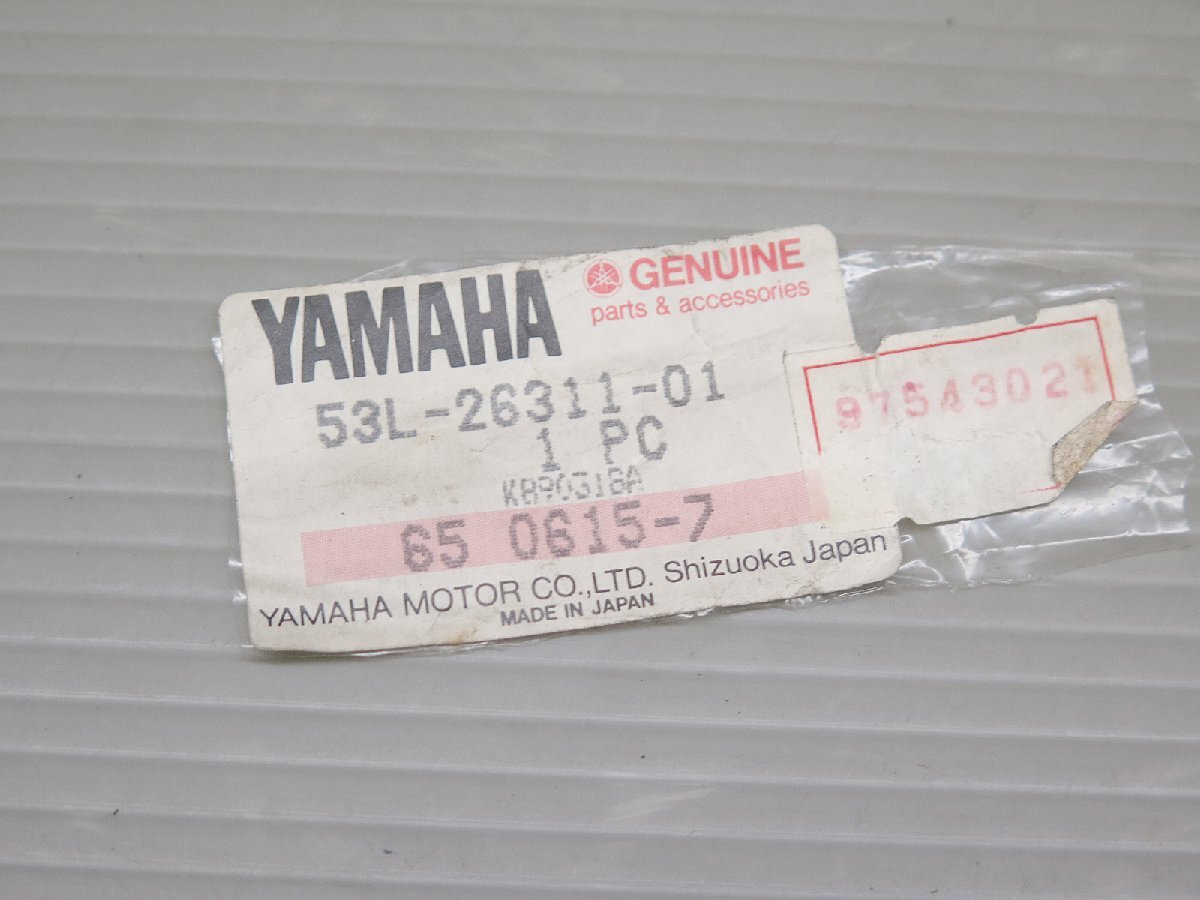 YAMAHA
GENUINE
parts & accessories
53L-26311-01
1 PC
K890318A
65 0615-7
YAMAHA MOTOR CO.,LTD. Shizuoka Japan
MADE IN JAPAN
97543021